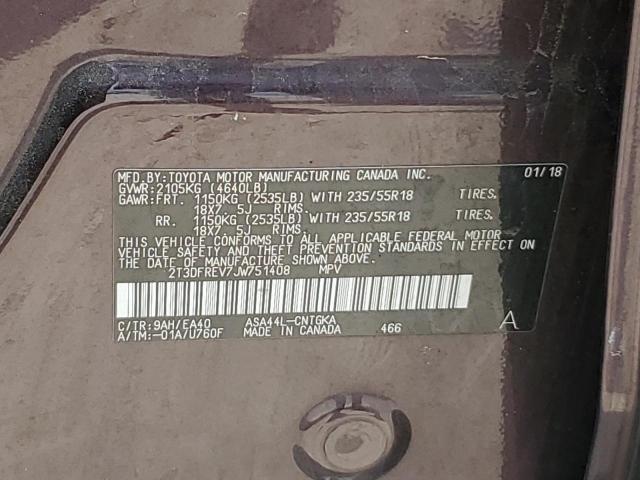 MFD.BY:TOYOTA MOTOR MANUFACTURING CANADA INC. 01/18
GVWR:2105KG (4640LB)
GAWR:FRT. 1150KG (2535LB) WITH 235/55R18 TIRES.
18X7. 5J RIMS.
RR. 1150KG (2535LB) WITH 235/55R18 TIRES.
18X7. 5J RIMS.
THIS VEHICLE CONFORMS TO ALL APPLICABLE FEDERAL MOTOR
VEHICLE SAFETY AND THEFT PREVENTION STANDARDS IN EFFECT ON
THE DATE OF MANUFACTURE SHOWN ABOVE.
2T3DFREV7JW751408 MPV
C/TR:9AH/EA40 ASA44L-CNTGKA
A/TM:-01A/U760F MADE IN CANADA 466 A